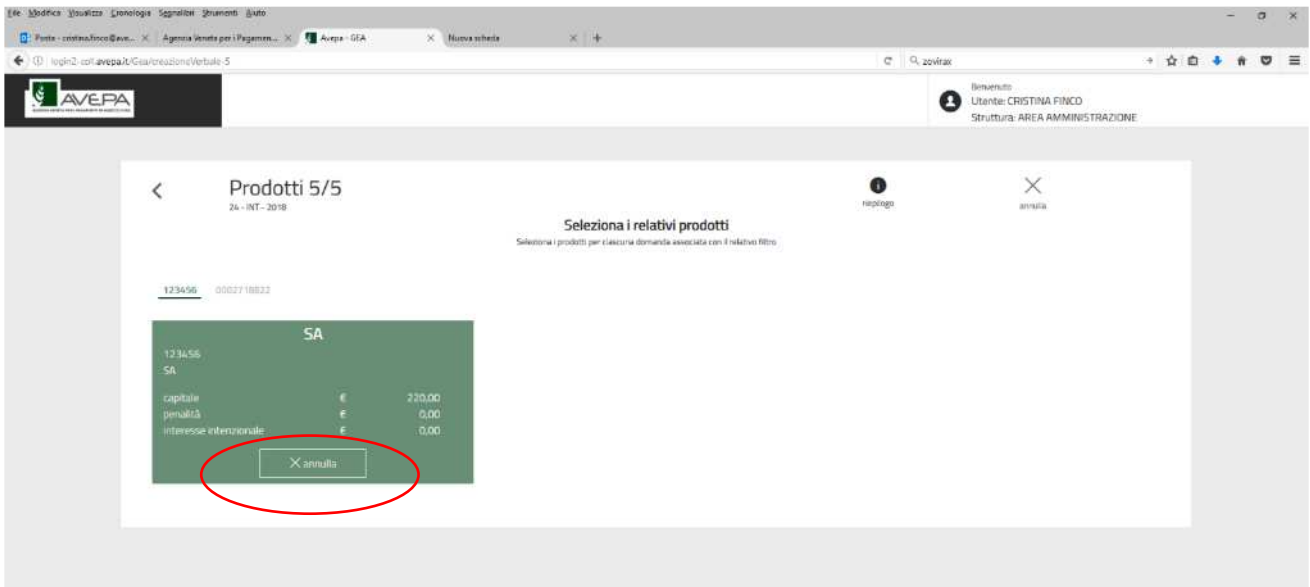 File Modifica Visualizza Cronologia Segnalibri Strumenti Aiuto
Posta - cristina.finco@ave... Agenzia Veneta per i Pagamen... Avepa - GEA Nuova scheda
login2-coll.avepa.it/Gea/creazioneVerbale-5 zovirax
AVEPA
Benvenuto
Utente: CRISTINA FINCO
Struttura: AREA AMMINISTRAZIONE
Prodotti 5/5
24 - INT - 2018
riepilogo
annulla
Seleziona i relativi prodotti
Seleziona i prodotti per ciascuna domanda associata con il relativo filtro
123456 0002718822
SA
123456
SA
capitale € 220,00
penalità € 0,00
interesse intenzionale € 0,00
annulla